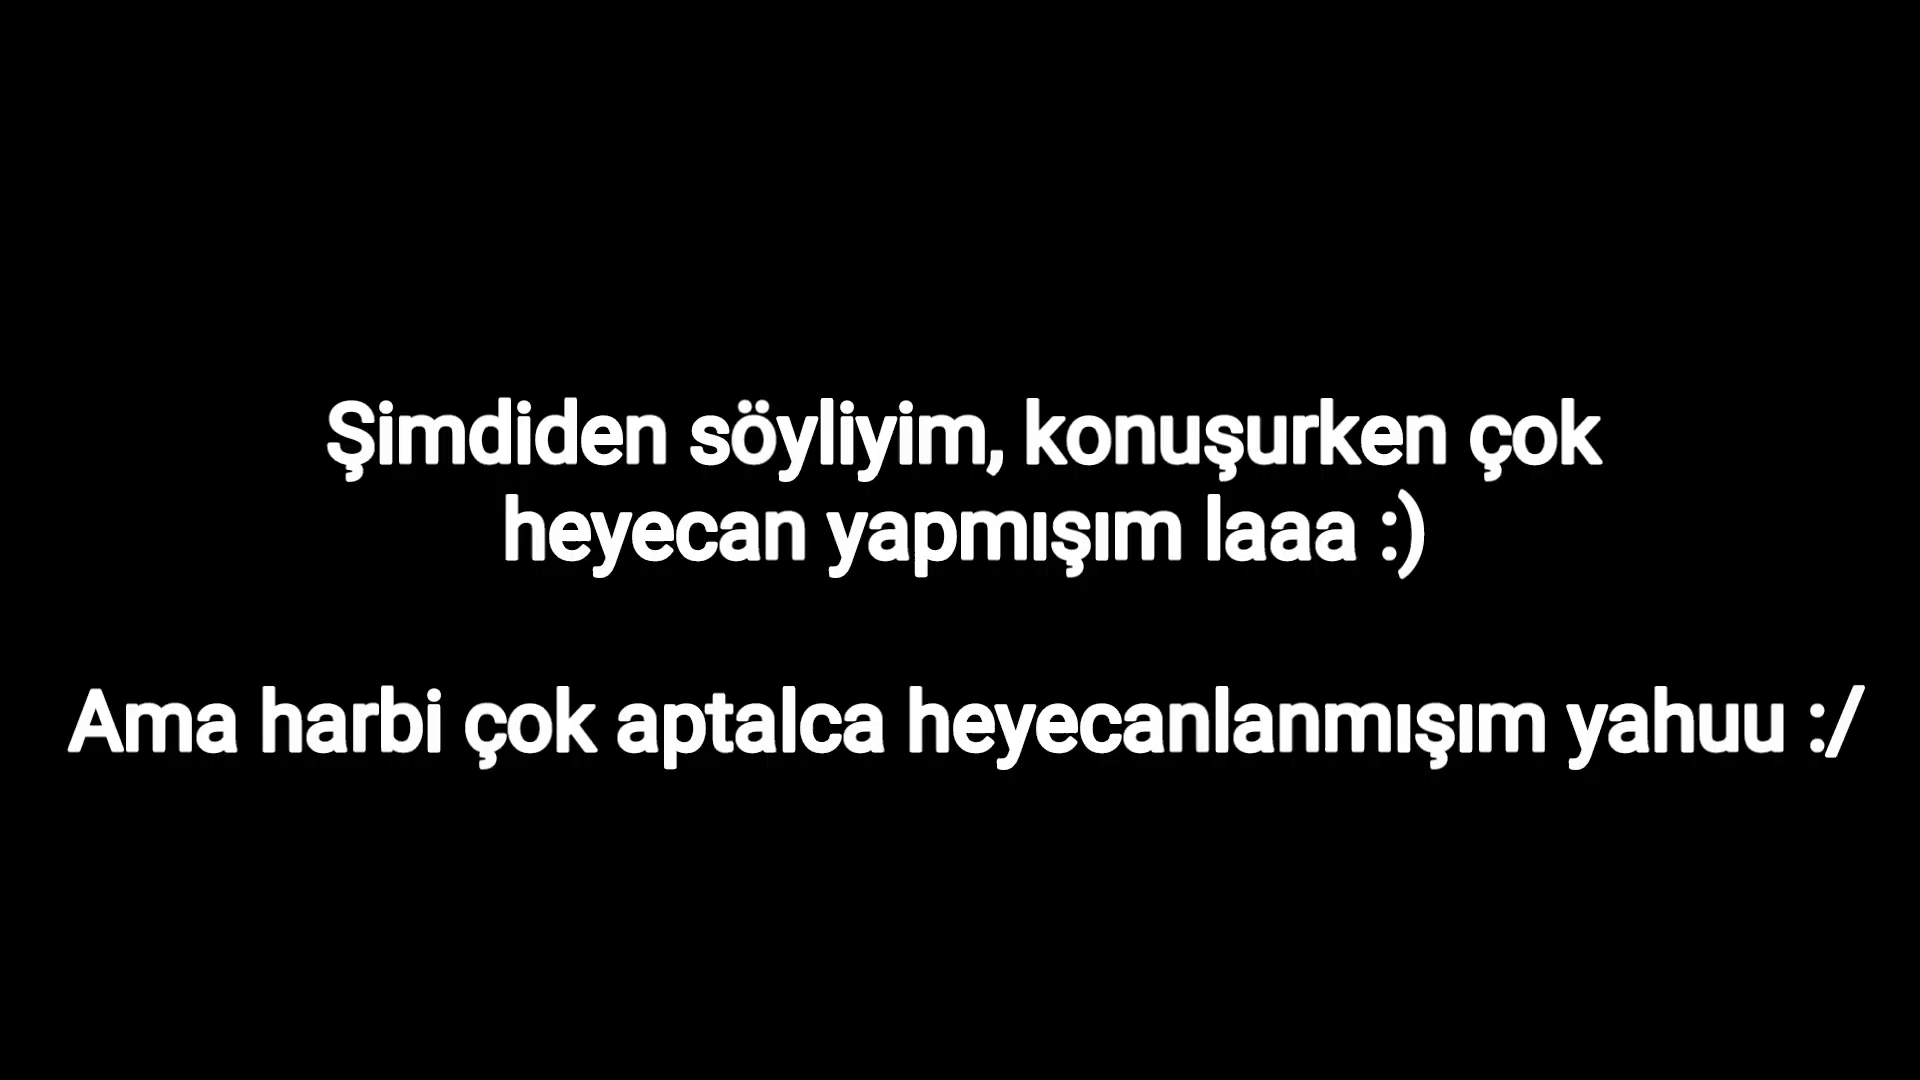 Şimdiden söyliyim, konuşurken çok
heyecan yapmışım laaa :)
Ama harbi çok aptalca heyecanlanmışım yahuu :/